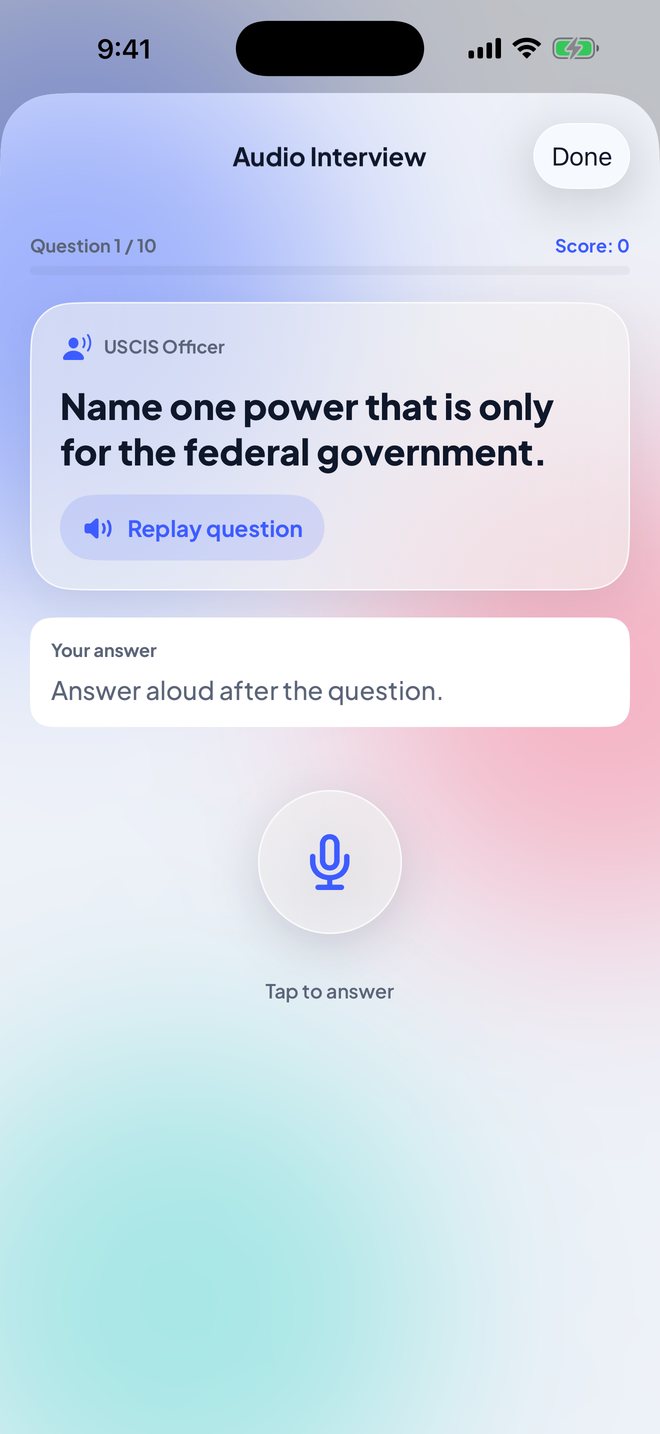 9:41
Audio Interview
Done
Question 1 / 10
Score: 0
USCIS Officer
Name one power that is only
for the federal government.
Replay question
Your answer
Answer aloud after the question.
Tap to answer